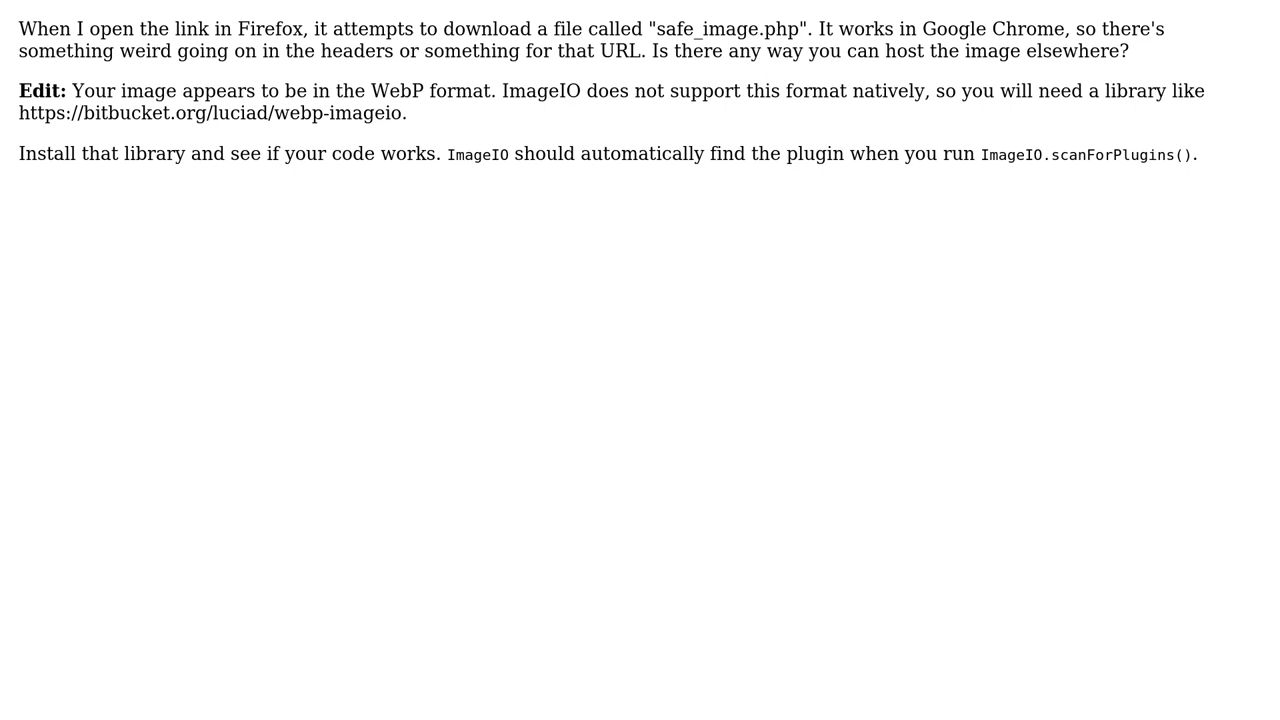 When I open the link in Firefox, it attempts to download a file called "safe_image.php". It works in Google Chrome, so there's
something weird going on in the headers or something for that URL. Is there any way you can host the image elsewhere?
Edit: Your image appears to be in the WebP format. ImageIO does not support this format natively, so you will need a library like
https://bitbucket.org/luciad/webp-imageio.
Install that library and see if your code works. ImageIO should automatically find the plugin when you run ImageIO.scanForPlugins().